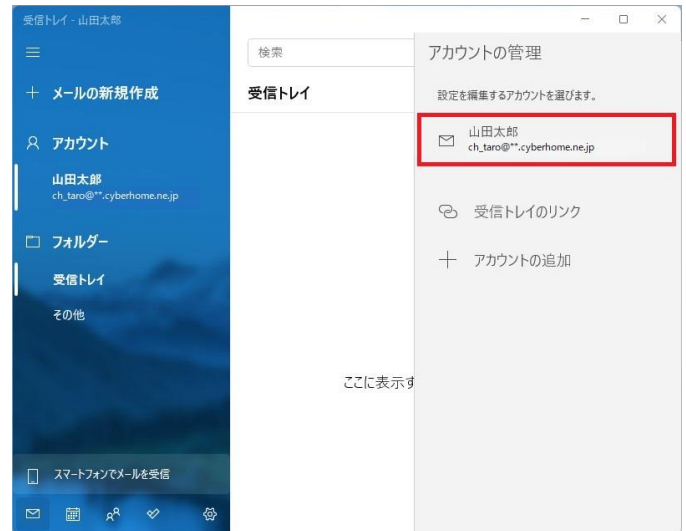 受信トレイ - 山田太郎
メールの新規作成
アカウント
山田太郎
ch_taro@**.cyberhome.ne.jp
フォルダー
受信トレイ
その他
スマートフォンでメールを受信
検索
受信トレイ
ここに表示す
アカウントの管理
設定を編集するアカウントを選びます。
山田太郎
ch_taro@**.cyberhome.ne.jp
受信トレイのリンク
アカウントの追加